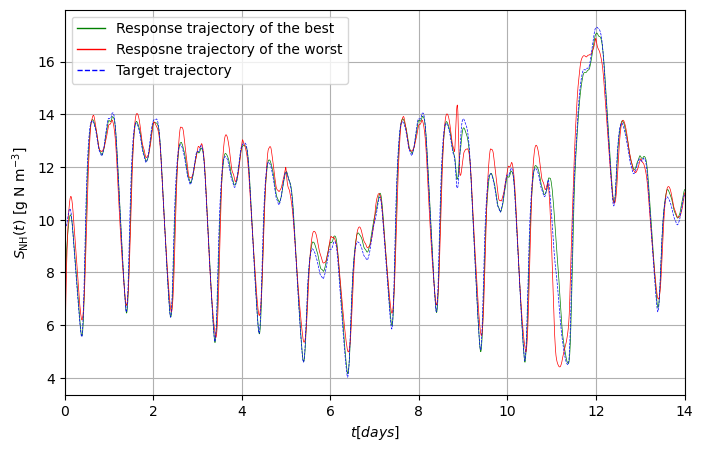 Response trajectory of the best
Resposne trajectory of the worst
Target trajectory
S_NH(t) [g N m⁻³]
16
14
12
10
8
6
4
0 2 4 6 8 10 12 14
t[days]